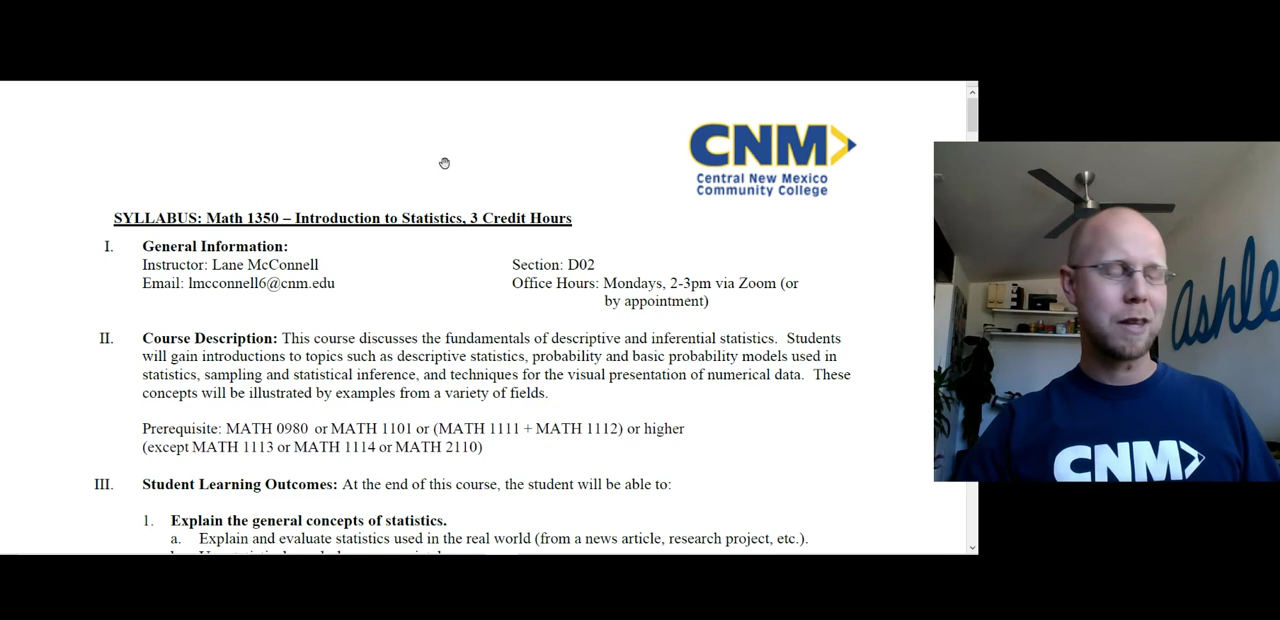 CNM
Central New Mexico
Community College
SYLLABUS: Math 1350 – Introduction to Statistics, 3 Credit Hours
I. General Information:
Instructor: Lane McConnell Section: D02
Email: lmcconnell6@cnm.edu Office Hours: Mondays, 2-3pm via Zoom (or
by appointment)
II. Course Description: This course discusses the fundamentals of descriptive and inferential statistics. Students
will gain introductions to topics such as descriptive statistics, probability and basic probability models used in
statistics, sampling and statistical inference, and techniques for the visual presentation of numerical data. These
concepts will be illustrated by examples from a variety of fields.
Prerequisite: MATH 0980 or MATH 1101 or (MATH 1111 + MATH 1112) or higher
(except MATH 1113 or MATH 1114 or MATH 2110)
III. Student Learning Outcomes: At the end of this course, the student will be able to:
1. Explain the general concepts of statistics.
a. Explain and evaluate statistics used in the real world (from a news article, research project, etc.).
ashle
CNM